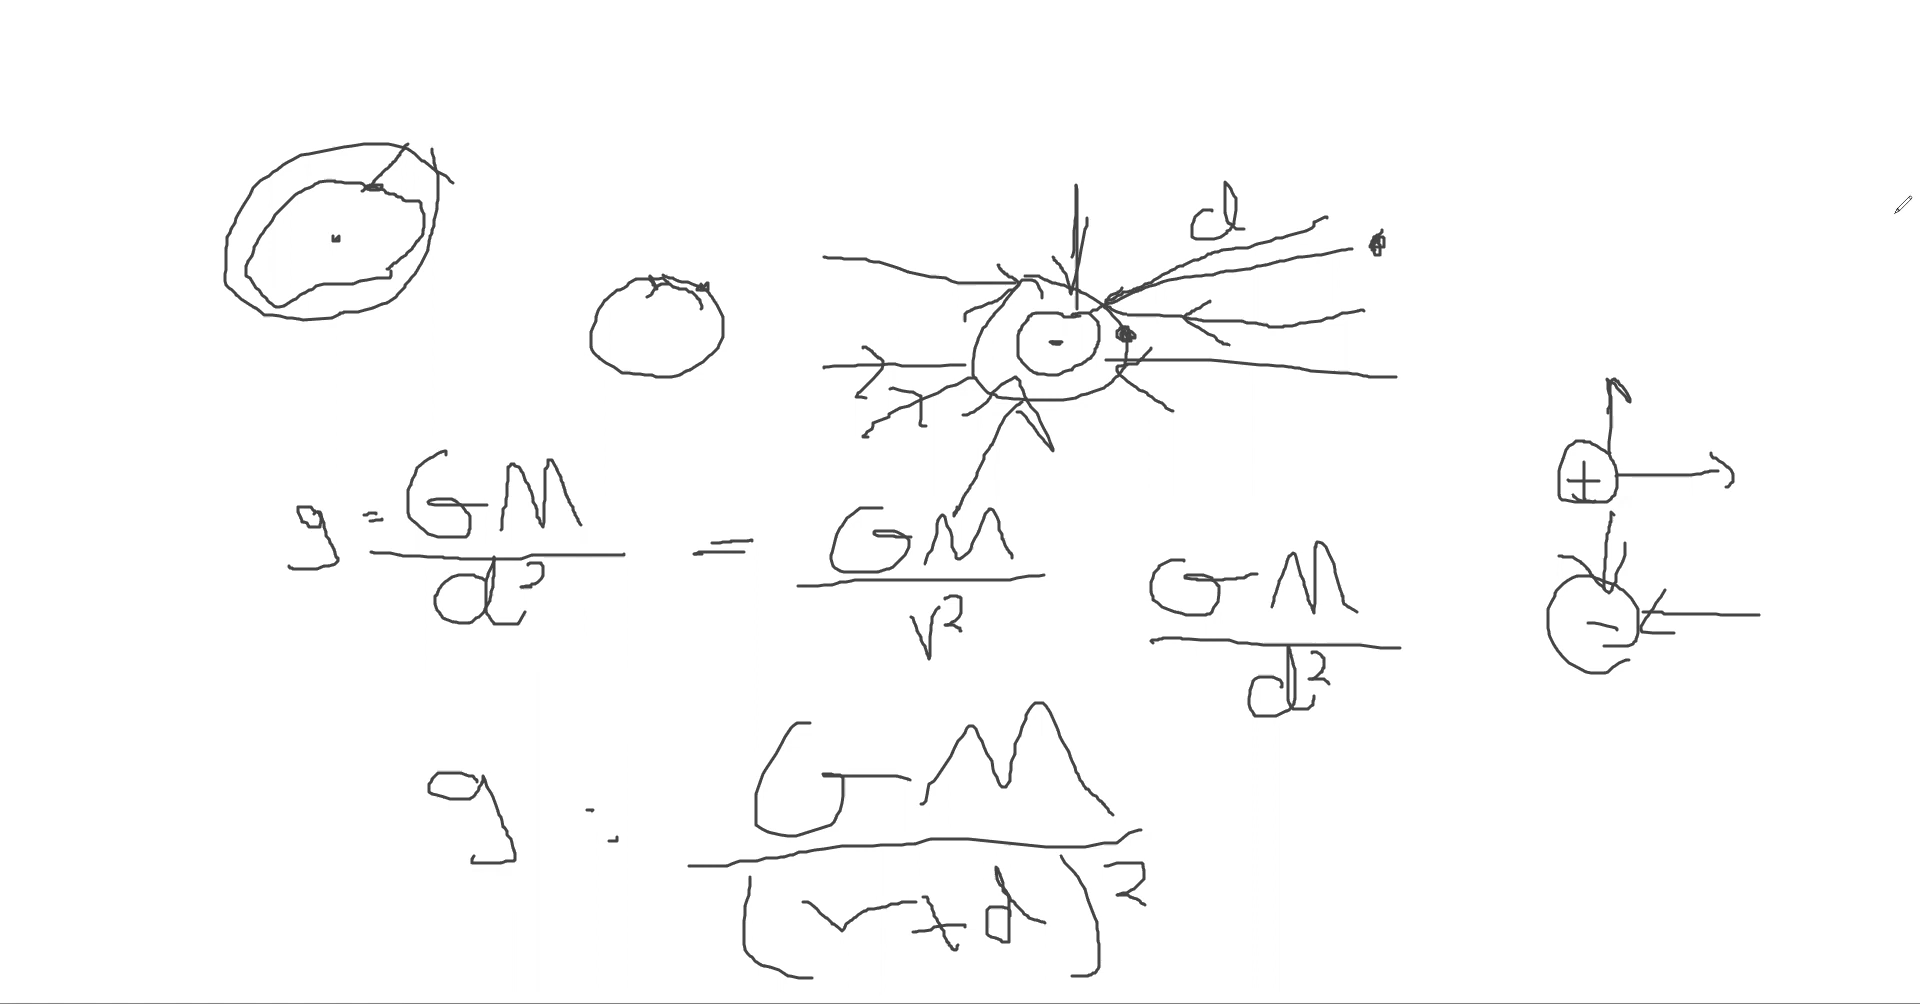 d
+
-
-
g = GM/d² = GM/r²
GM/d²
g = GM/(r+d)²